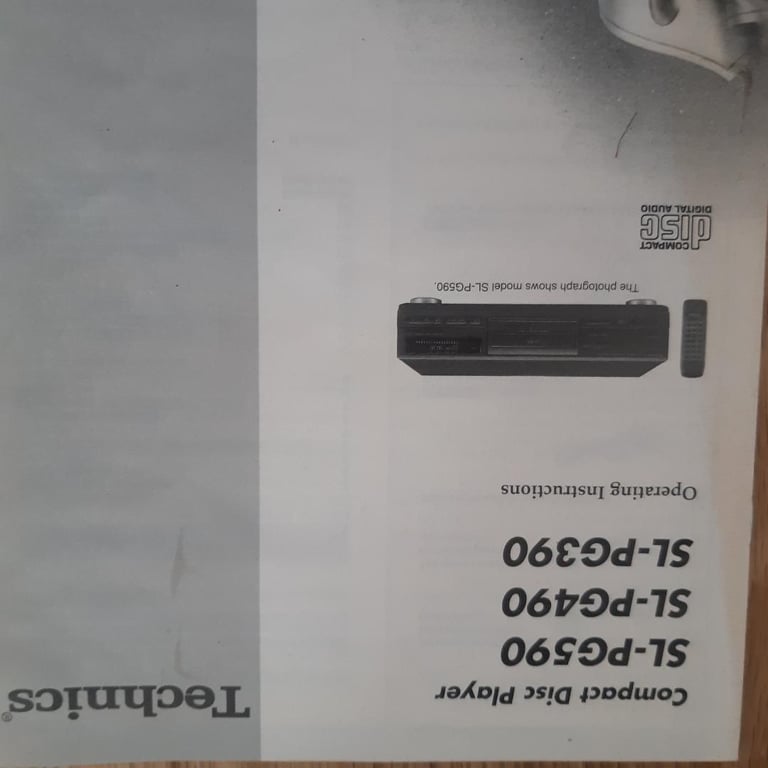 Technics®
Compact Disc Player
SL-PG590
SL-PG490
SL-PG390
Operating Instructions
The photograph shows model SL-PG590.
COMPACT
disc
DIGITAL AUDIO